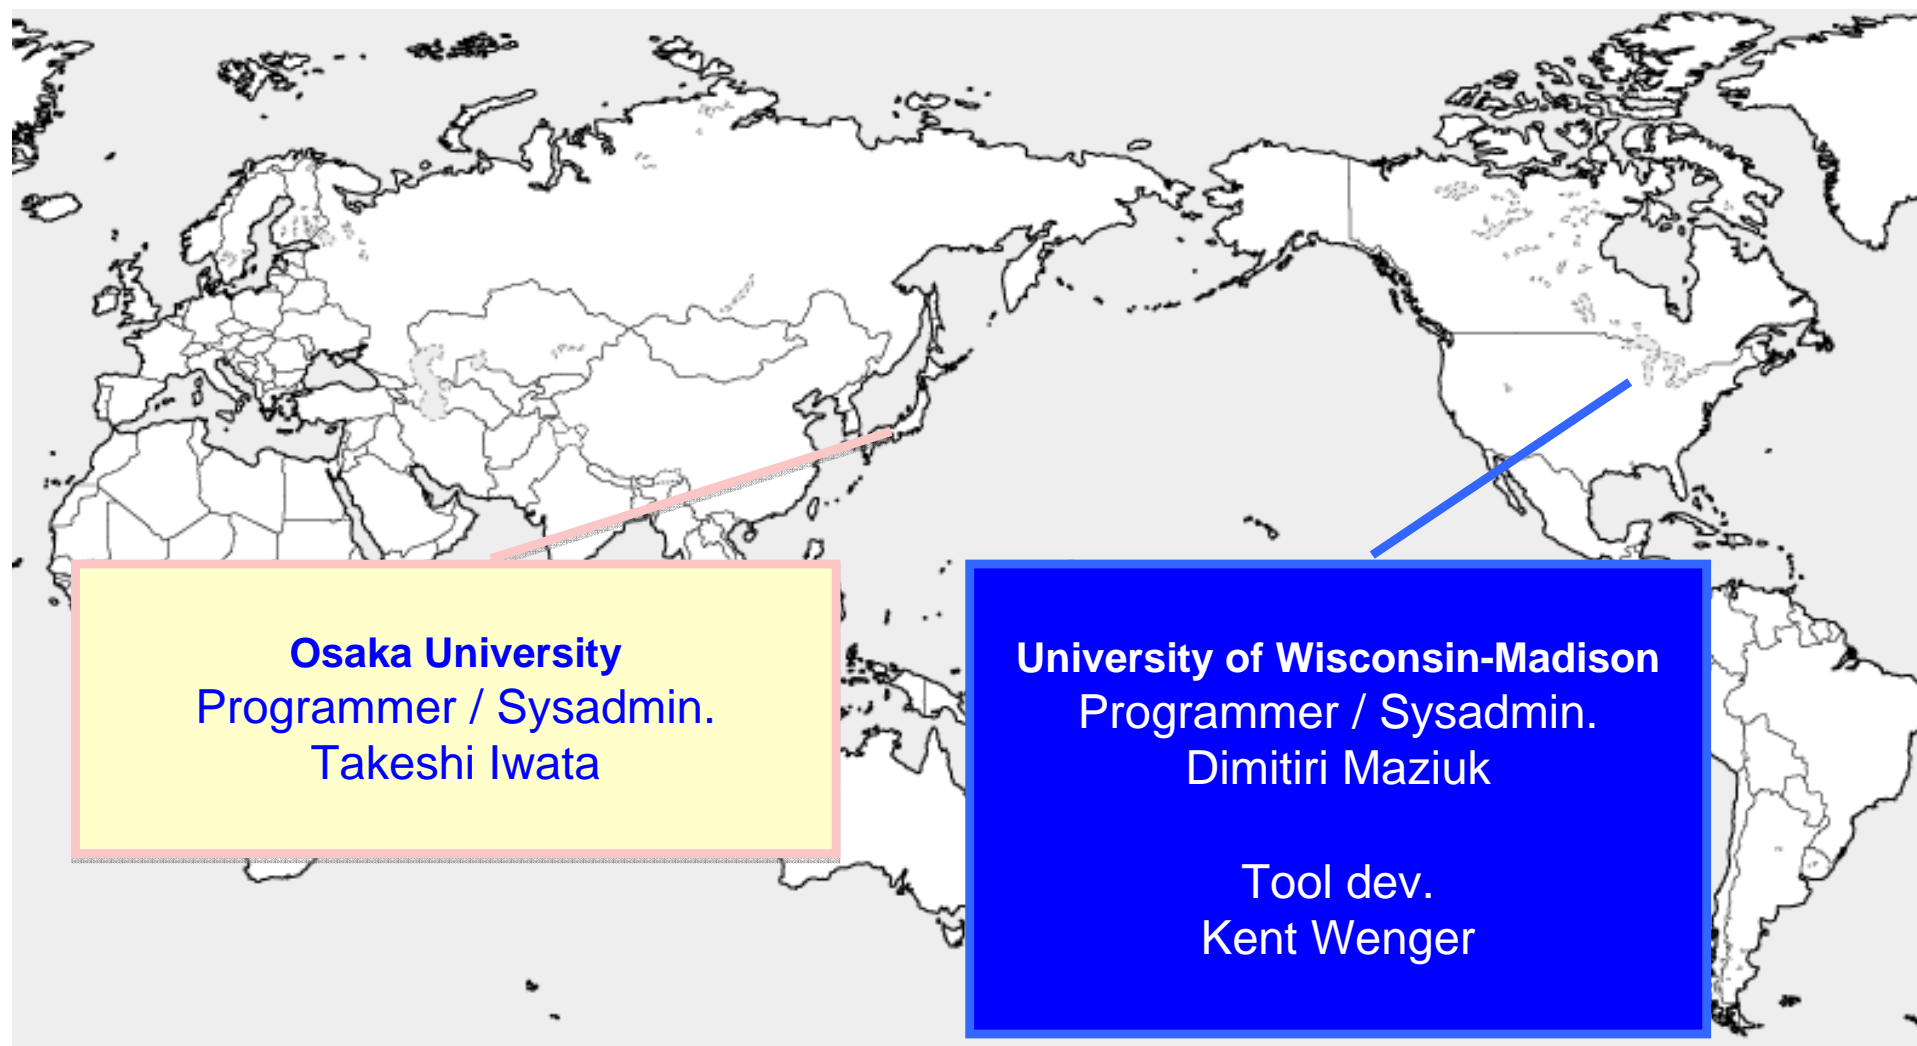 Osaka University
Programmer / Sysadmin.
Takeshi Iwata
University of Wisconsin-Madison
Programmer / Sysadmin.
Dimitiri Maziuk
Tool dev.
Kent Wenger